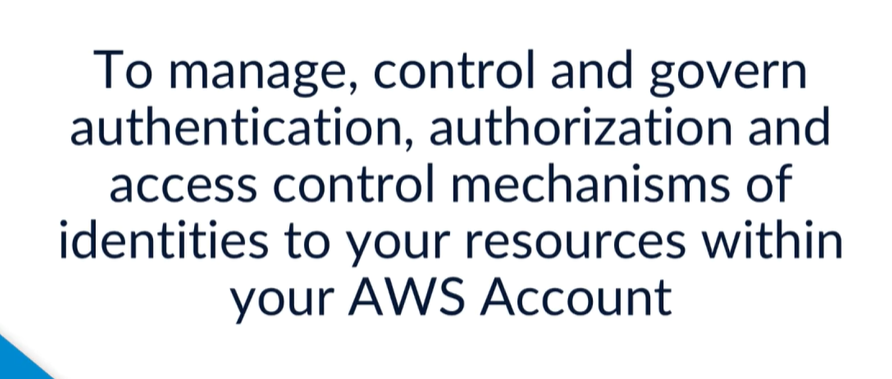 To manage, control and govern
authentication, authorization and
access control mechanisms of
identities to your resources within
your AWS Account